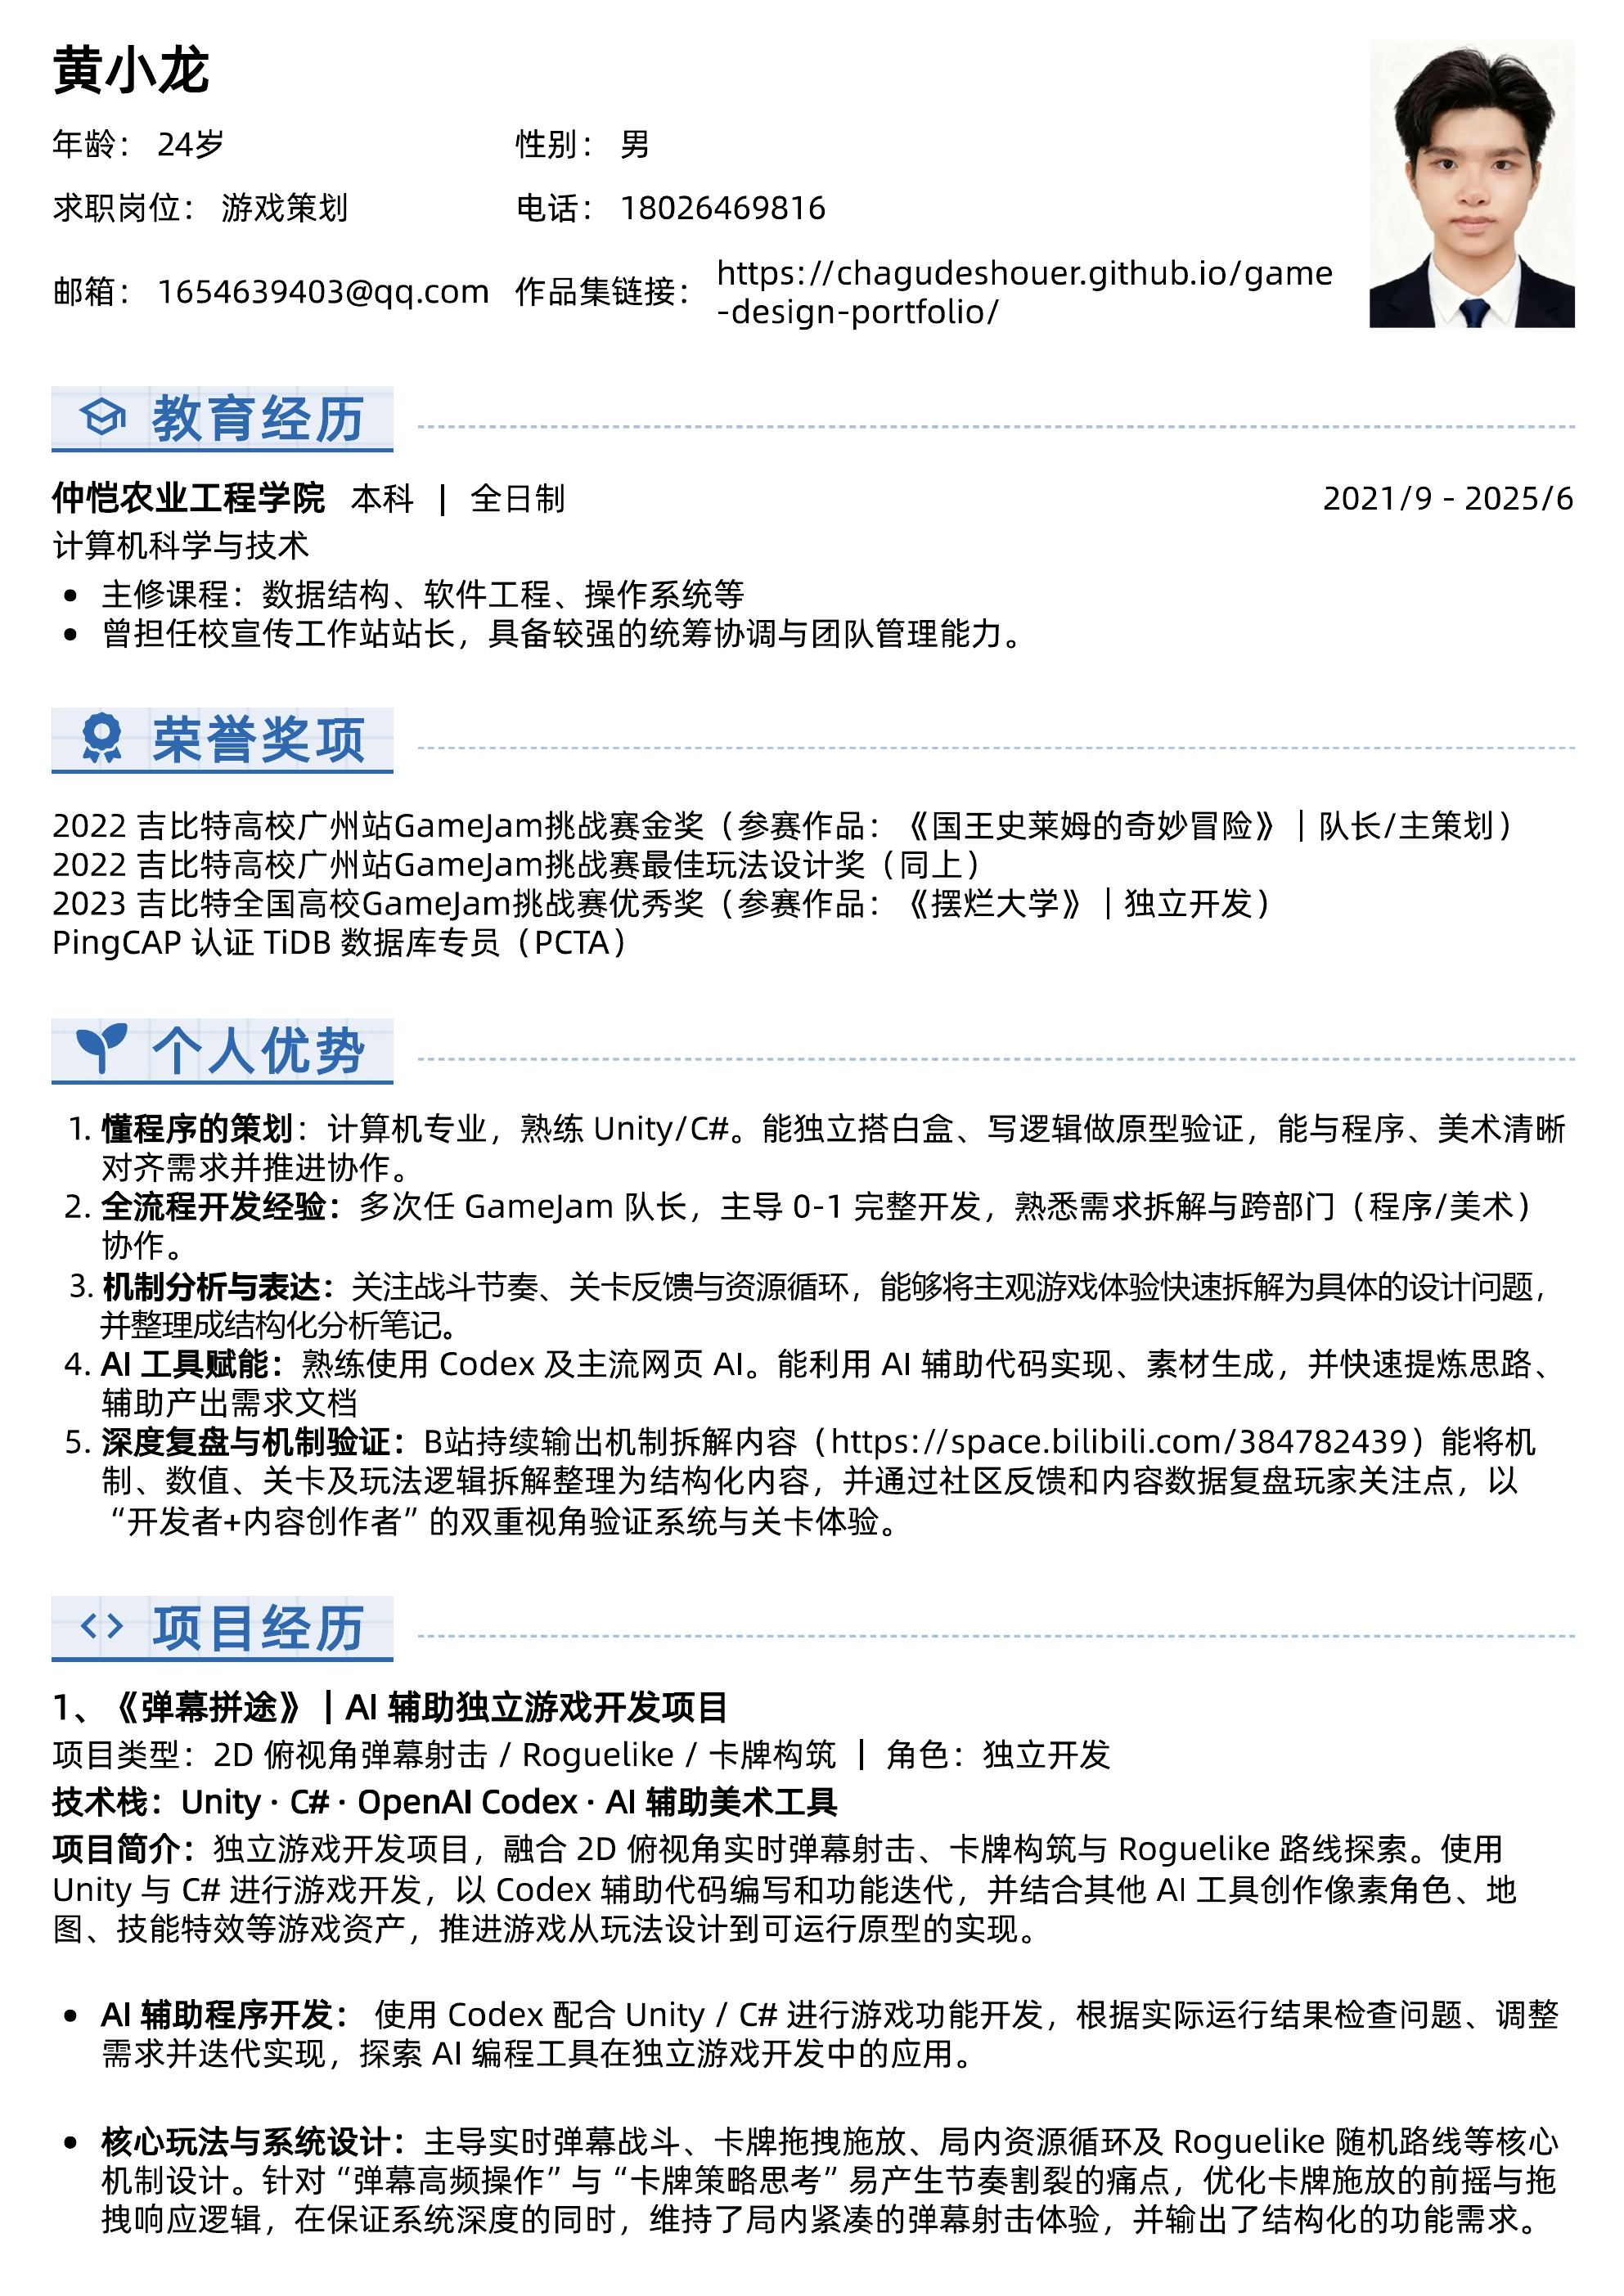 黄小龙
年龄： 24岁 性别： 男
求职岗位： 游戏策划 电话： 18026469816
邮箱： 1654639403@qq.com 作品集链接： https://chagudeshouer.github.io/game
-design-portfolio/
教育经历
仲恺农业工程学院 本科 | 全日制 2021/9 - 2025/6
计算机科学与技术
• 主修课程：数据结构、软件工程、操作系统等
• 曾担任校宣传工作站站长，具备较强的统筹协调与团队管理能力。
荣誉奖项
2022 吉比特高校广州站GameJam挑战赛金奖（参赛作品：《国王史莱姆的奇妙冒险》｜队长/主策划）
2022 吉比特高校广州站GameJam挑战赛最佳玩法设计奖（同上）
2023 吉比特全国高校GameJam挑战赛优秀奖（参赛作品：《摆烂大学》｜独立开发）
PingCAP 认证 TiDB 数据库专员（PCTA）
个人优势
1. 懂程序的策划：计算机专业，熟练 Unity/C#。能独立搭白盒、写逻辑做原型验证，能与程序、美术清晰
对齐需求并推进协作。
2. 全流程开发经验：多次任 GameJam 队长，主导 0-1 完整开发，熟悉需求拆解与跨部门（程序/美术）
协作。
3. 机制分析与表达：关注战斗节奏、关卡反馈与资源循环，能够将主观游戏体验快速拆解为具体的设计问题，
并整理成结构化分析笔记。
4. AI 工具赋能：熟练使用 Codex 及主流网页 AI。能利用 AI 辅助代码实现、素材生成，并快速提炼思路、
辅助产出需求文档
5. 深度复盘与机制验证：B站持续输出机制拆解内容（https://space.bilibili.com/384782439）能将机
制、数值、关卡及玩法逻辑拆解整理为结构化内容，并通过社区反馈和内容数据复盘玩家关注点，以
“开发者+内容创作者”的双重视角验证系统与关卡体验。
项目经历
1、《弹幕拼途》 | AI 辅助独立游戏开发项目
项目类型：2D 俯视角弹幕射击 / Roguelike / 卡牌构筑 | 角色：独立开发
技术栈：Unity · C# · OpenAI Codex · AI 辅助美术工具
项目简介：独立游戏开发项目，融合 2D 俯视角实时弹幕射击、卡牌构筑与 Roguelike 路线探索。使用
Unity 与 C# 进行游戏开发，以 Codex 辅助代码编写和功能迭代，并结合其他 AI 工具创作像素角色、地
图、技能特效等游戏资产，推进游戏从玩法设计到可运行原型的实现。
• AI 辅助程序开发： 使用 Codex 配合 Unity / C# 进行游戏功能开发，根据实际运行结果检查问题、调整
需求并迭代实现，探索 AI 编程工具在独立游戏开发中的应用。
• 核心玩法与系统设计：主导实时弹幕战斗、卡牌拖拽施放、局内资源循环及 Roguelike 随机路线等核心
机制设计。针对“弹幕高频操作”与“卡牌策略思考”易产生节奏割裂的痛点，优化卡牌施放的前摇与拖
拽响应逻辑，在保证系统深度的同时，维持了局内紧凑的弹幕射击体验，并输出了结构化的功能需求。